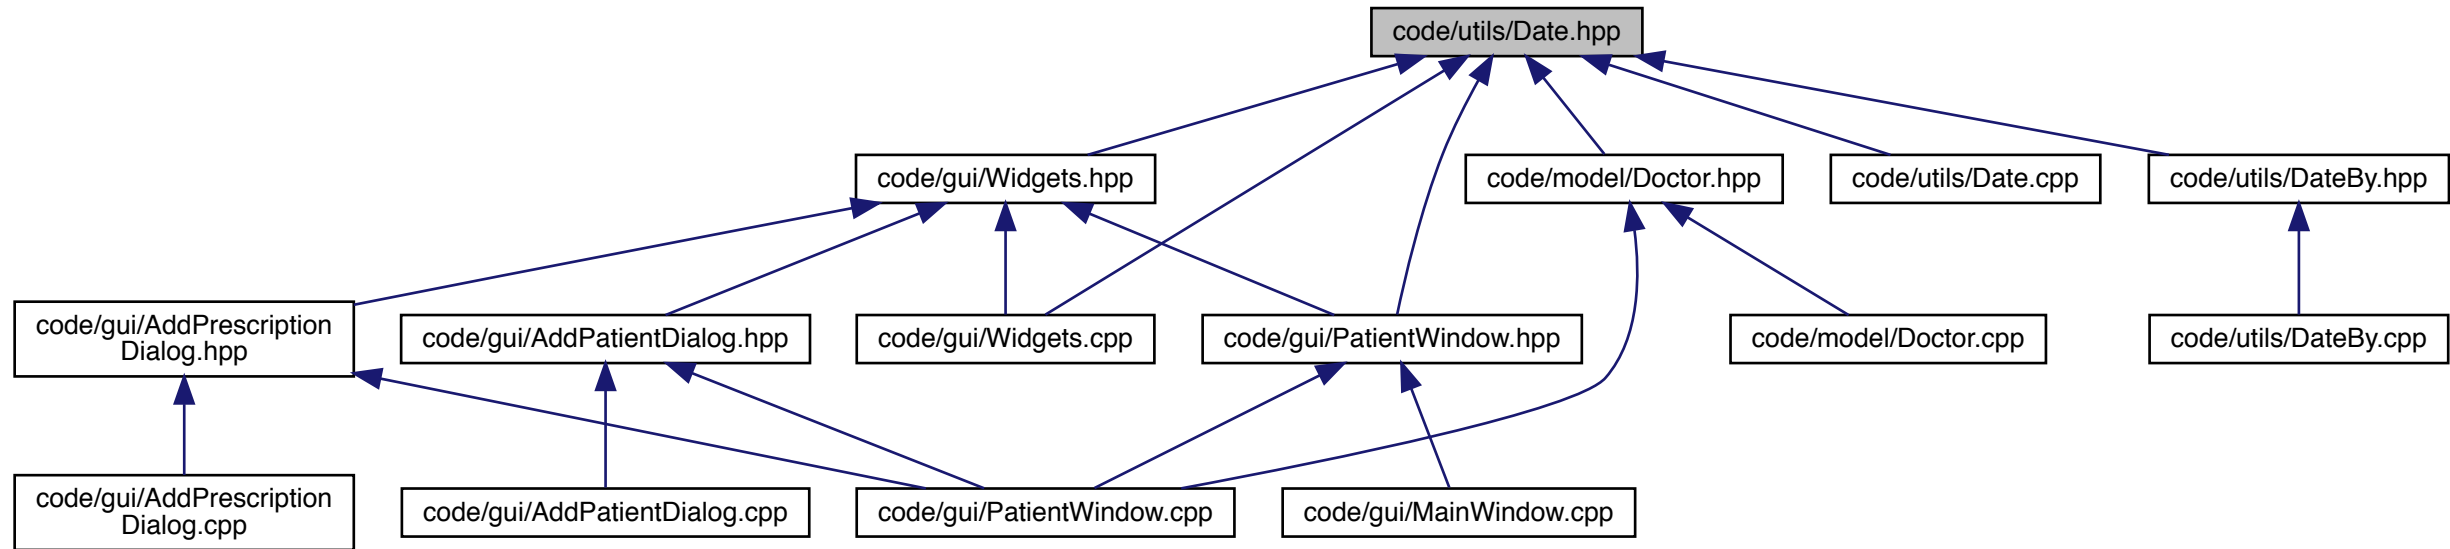 code/utils/Date.hpp
code/gui/Widgets.hpp
code/model/Doctor.hpp
code/utils/Date.cpp
code/utils/DateBy.hpp
code/gui/AddPrescription
Dialog.hpp
code/gui/AddPatientDialog.hpp
code/gui/Widgets.cpp
code/gui/PatientWindow.hpp
code/model/Doctor.cpp
code/utils/DateBy.cpp
code/gui/AddPrescription
Dialog.cpp
code/gui/AddPatientDialog.cpp
code/gui/PatientWindow.cpp
code/gui/MainWindow.cpp